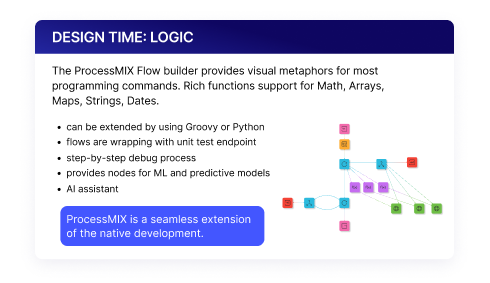 DESIGN TIME: LOGIC
The ProcessMIX Flow builder provides visual metaphors for most
programming commands. Rich functions support for Math, Arrays,
Maps, Strings, Dates.
• can be extended by using Groovy or Python
• flows are wrapping with unit test endpoint
• step-by-step debug process
• provides nodes for ML and predictive models
• AI assistant
ProcessMIX is a seamless extension
of the native development.